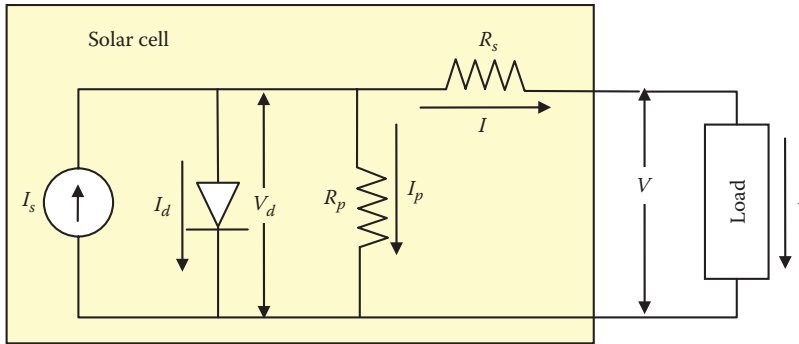 Solar cell
R_s
I
I_s
I_d
V_d
R_p
I_p
V
Load